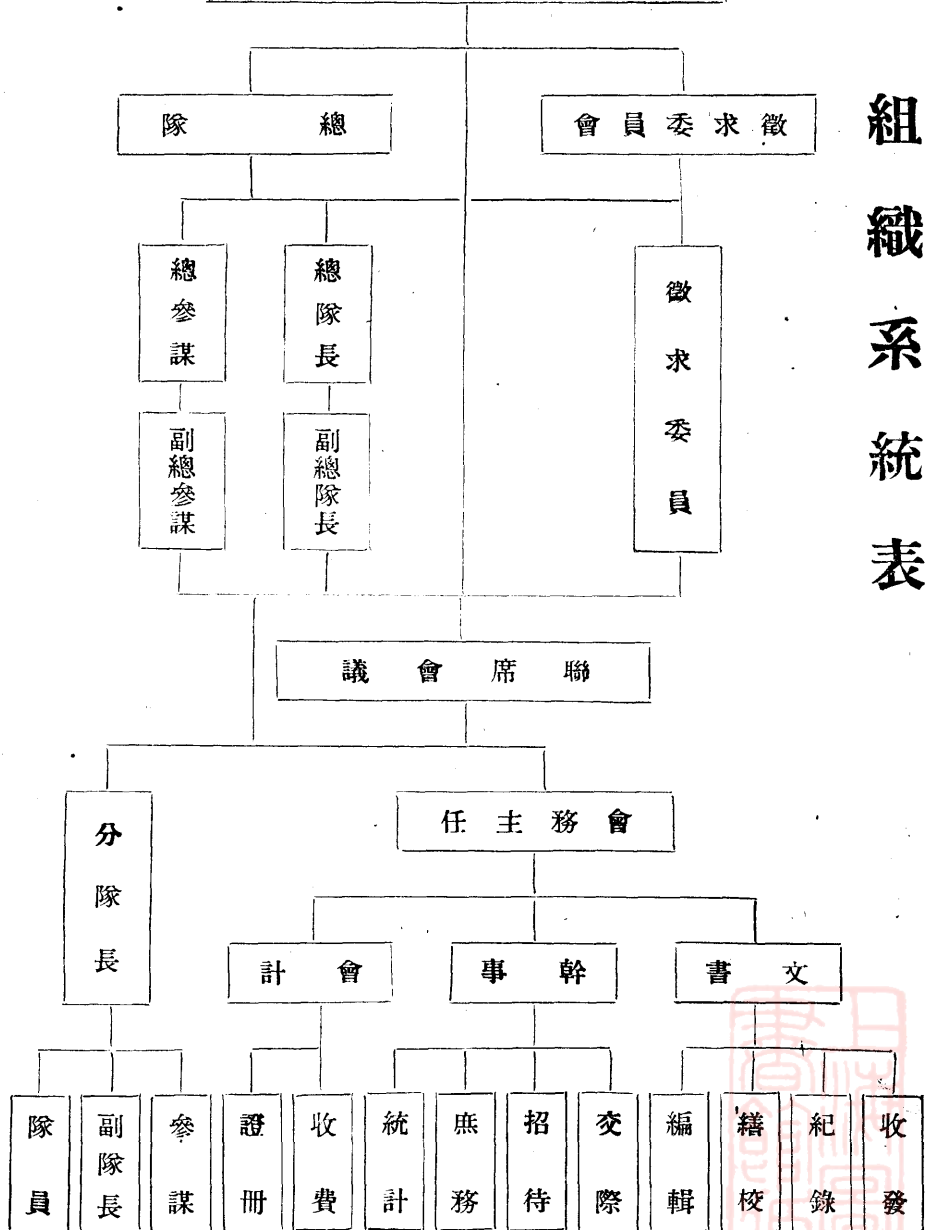 組織系統表
徵求委員會
總隊
徵求委員
總隊長
總參謀
副總隊長
副總參謀
聯席會議
會務主任
分隊長
文書
幹事
會計
收發
紀錄
繕校
編輯
交際
招待
庶務
統計
收費
證冊
參謀
副隊長
隊員